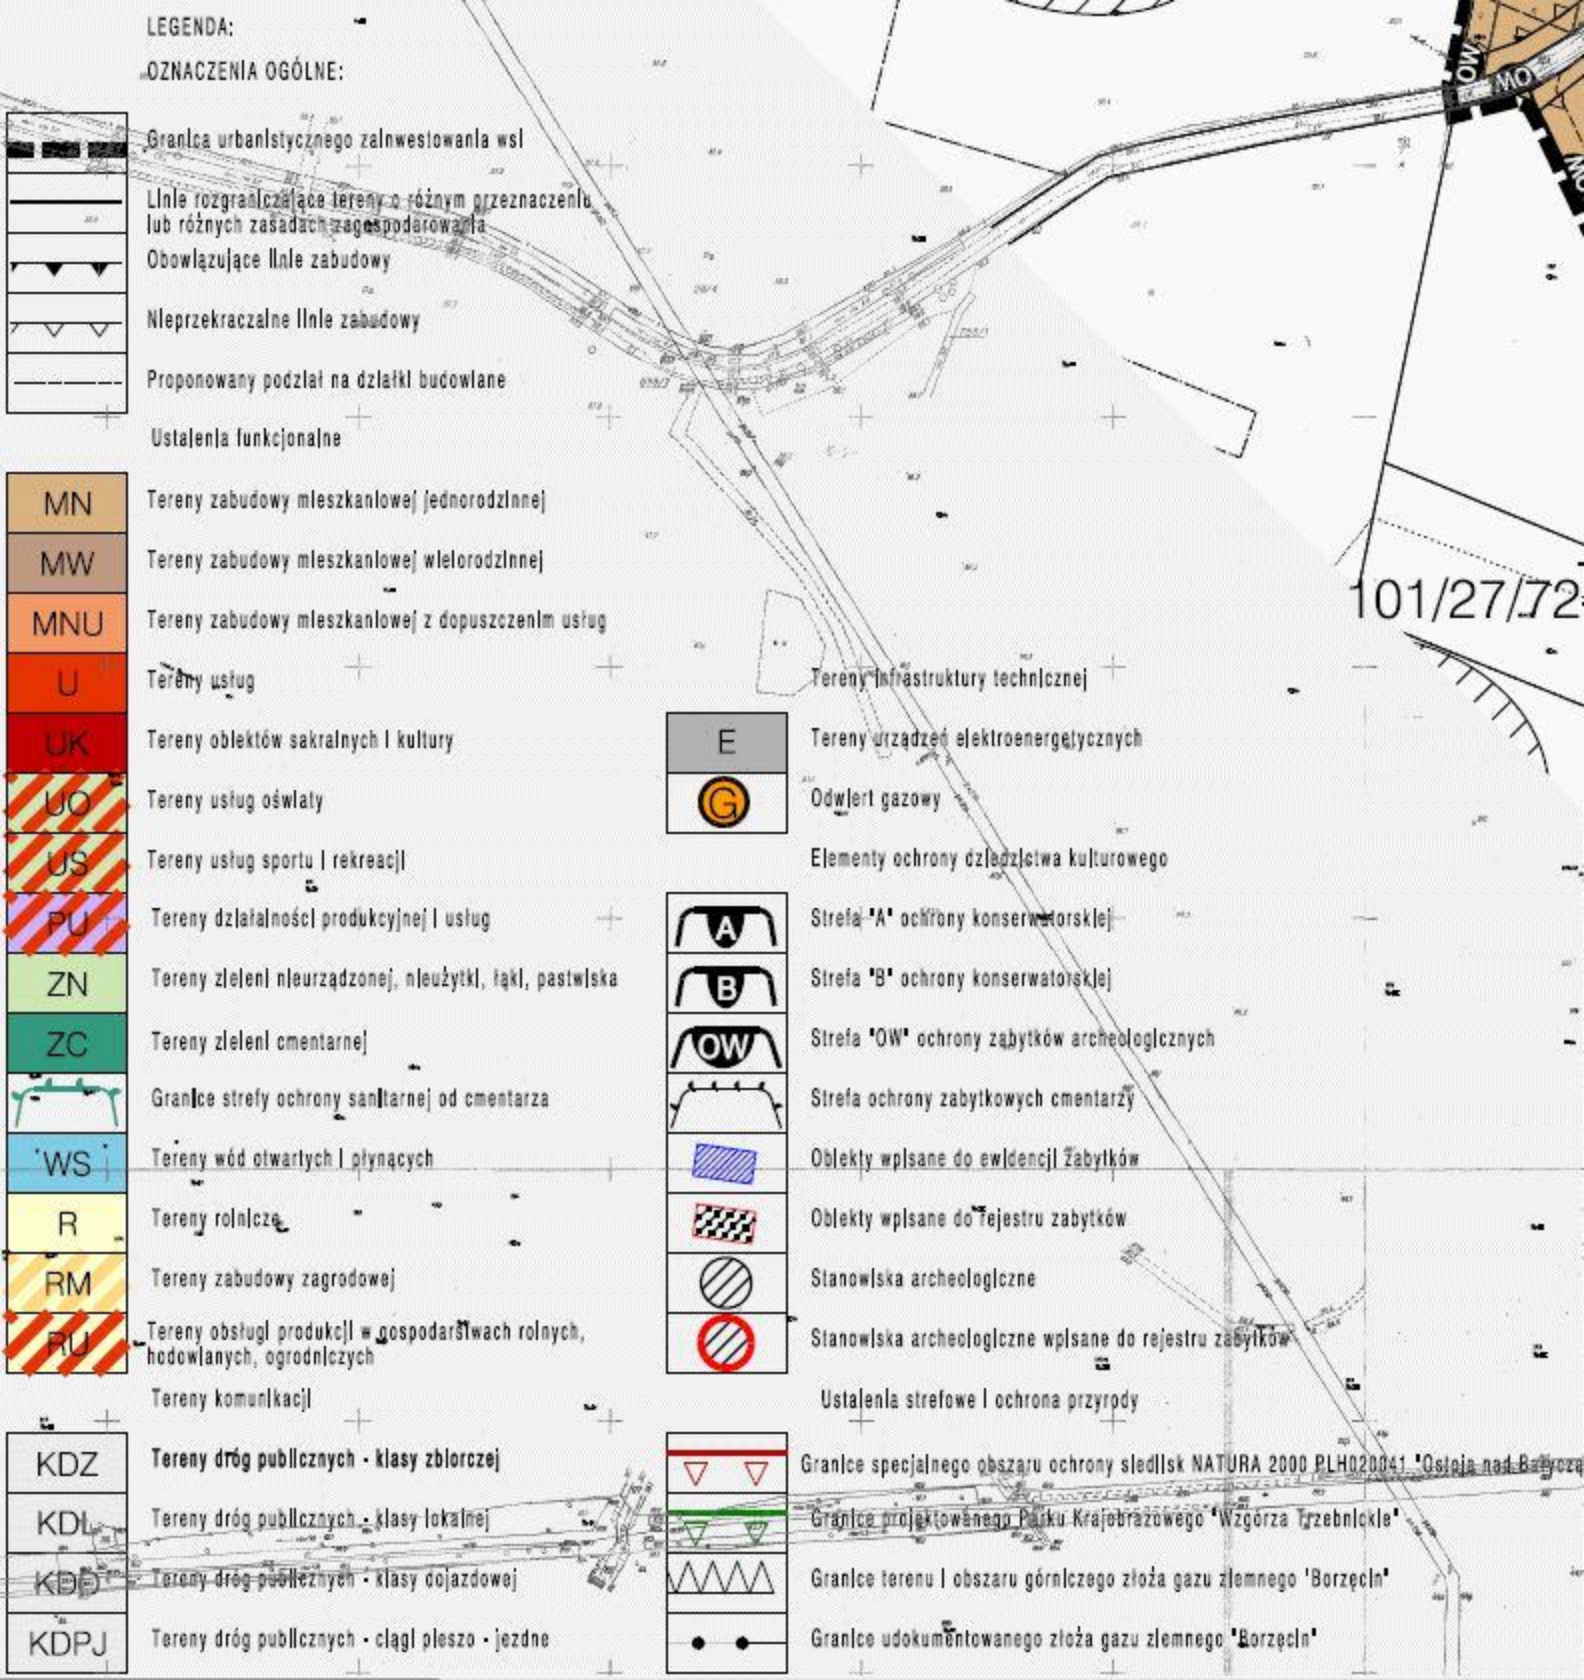 LEGENDA:
OZNACZENIA OGÓLNE:
Granica urbanistycznego zainwestowania wsi
Linie rozgraniczające tereny o różnym przeznaczeniu
lub różnych zasadach zagospodarowania
Obowiązujące linie zabudowy
Nieprzekraczalne linie zabudowy
Proponowany podział na działki budowlane
Ustalenia funkcjonalne
MN Tereny zabudowy mieszkaniowej jednorodzinnej
MW Tereny zabudowy mieszkaniowej wielorodzinnej
MNU Tereny zabudowy mieszkaniowej z dopuszczenim usług
U Tereny usług
UK Tereny obiektów sakralnych i kultury
UO Tereny usług oświaty
US Tereny usług sportu i rekreacji
PU Tereny działalności produkcyjnej i usług
ZN Tereny zieleni nieurządzonej, nieużytki, łąki, pastwiska
ZC Tereny zieleni cmentarnej
Granice strefy ochrony sanitarnej od cmentarza
WS Tereny wód otwartych i płynących
R Tereny rolnicze
RM Tereny zabudowy zagrodowej
RU Tereny obsługi produkcji w gospodarstwach rolnych,
hodowlanych, ogrodniczych
Tereny komunikacji
KDZ Tereny dróg publicznych - klasy zbiorczej
KDL Tereny dróg publicznych - klasy lokalnej
KDD Tereny dróg publicznych - klasy dojazdowej
KDPJ Tereny dróg publicznych - ciągi pieszo - jezdne
Tereny infrastruktury technicznej
E Tereny urządzeń elektroenergetycznych
G Odwiert gazowy
Elementy ochrony dziedzictwa kulturowego
A Strefa "A" ochrony konserwatorskiej
B Strefa "B" ochrony konserwatorskiej
OW Strefa "OW" ochrony zabytków archeologicznych
Strefa ochrony zabytkowych cmentarzy
Obiekty wpisane do ewidencji zabytków
Obiekty wpisane do rejestru zabytków
Stanowiska archeologiczne
Stanowiska archeologiczne wpisane do rejestru zabytków
Ustalenia strefowe i ochrona przyrody
Granice specjalnego obszaru ochrony siedlisk NATURA 2000 PLH020041 "Ostoja nad Baryczą
Granice projektowanego Parku Krajobrazowego "Wzgórza Trzebnickie"
Granice terenu i obszaru górniczego złoża gazu ziemnego "Borzęcin"
Granice udokumentowanego złoża gazu ziemnego "Borzęcin"
OW
OW
OW
101/27/72